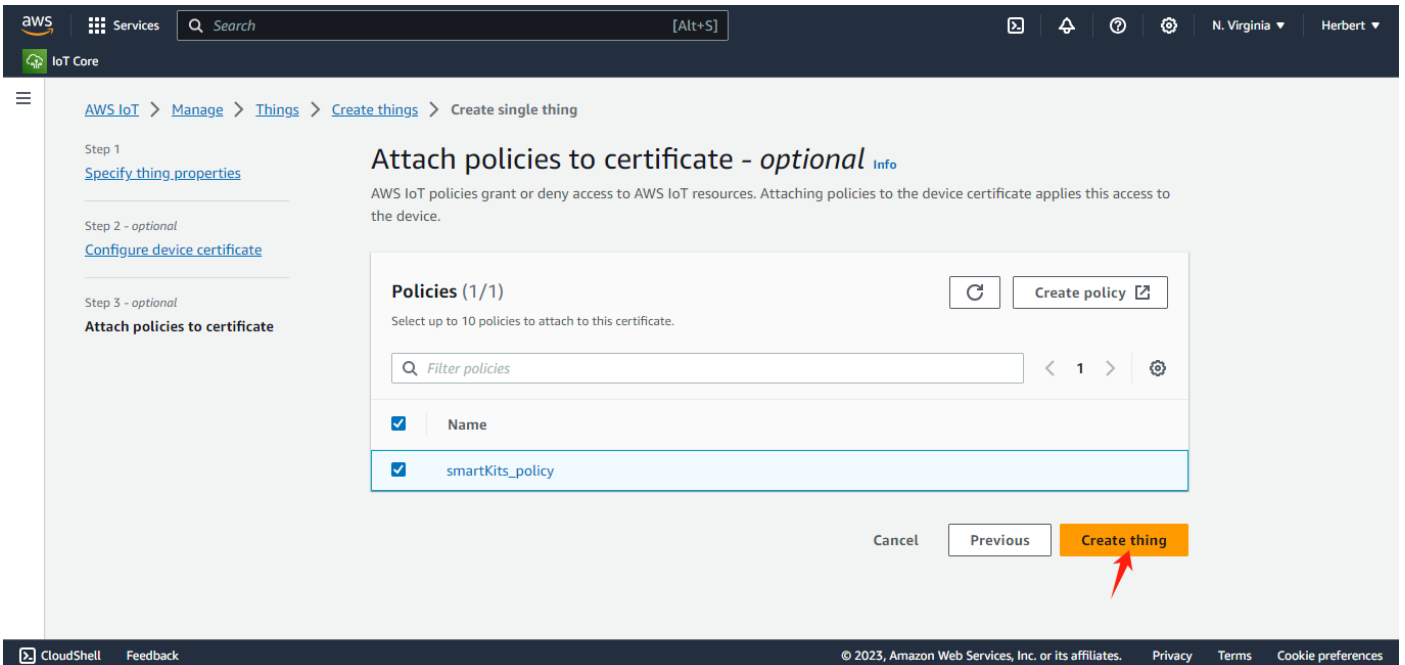 aws
Services
Search
[Alt+S]
N. Virginia
Herbert
IoT Core
AWS IoT > Manage > Things > Create things > Create single thing
Step 1
Specify thing properties
Step 2 - optional
Configure device certificate
Step 3 - optional
Attach policies to certificate
Attach policies to certificate - optional Info
AWS IoT policies grant or deny access to AWS IoT resources. Attaching policies to the device certificate applies this access to
the device.
Policies (1/1)
Create policy
Select up to 10 policies to attach to this certificate.
Filter policies
1
Name
smartKits_policy
Cancel
Previous
Create thing
CloudShell
Feedback
© 2023, Amazon Web Services, Inc. or its affiliates.
Privacy
Terms
Cookie preferences